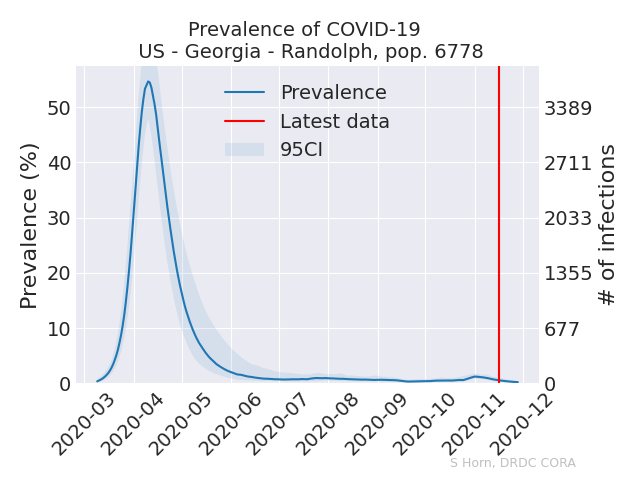 Prevalence of COVID-19
US - Georgia - Randolph, pop. 6778
Prevalence
Latest data
95CI
Prevalence (%)
50
40
30
20
10
0
# of infections
3389
2711
2033
1355
677
0
2020-03
2020-04
2020-05
2020-06
2020-07
2020-08
2020-09
2020-10
2020-11
2020-12
S Horn, DRDC CORA